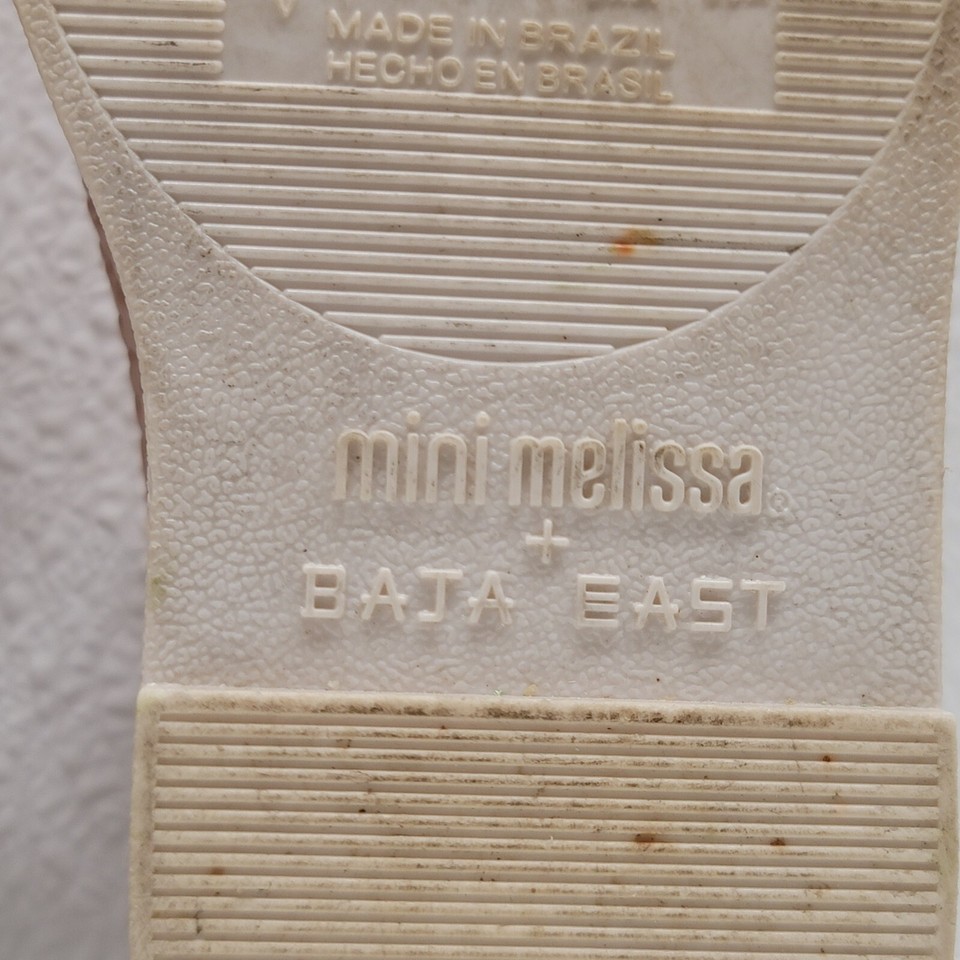 MADE IN BRAZIL
HECHO EN BRASIL
mini melissa®
+
BAJA EAST